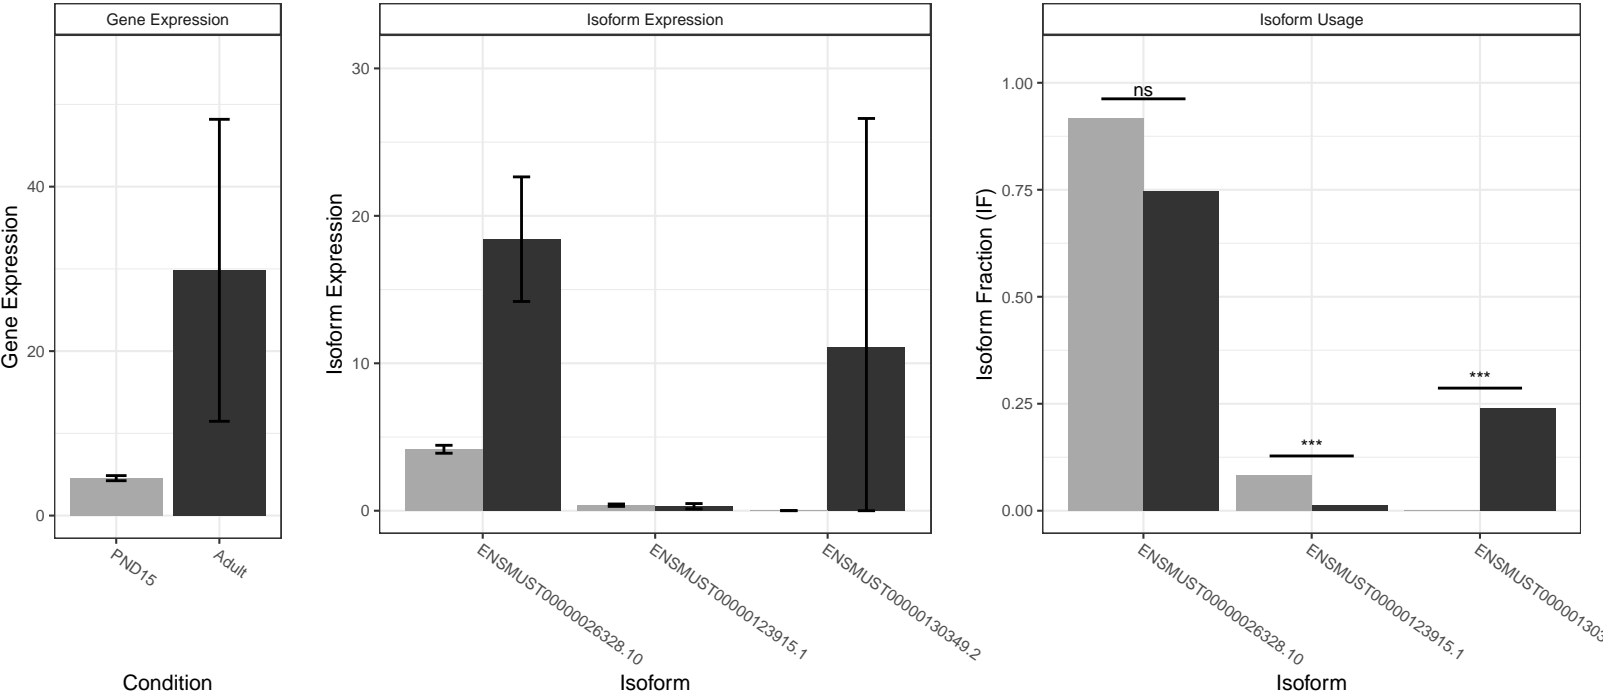 Gene Expression
Isoform Expression
Isoform Usage
Gene Expression
40
20
0
PND15
Adult
Condition
Isoform Expression
30
20
10
0
ENSMUST00000026328.10
ENSMUST00000123915.1
ENSMUST00000130349.2
Isoform
Isoform Fraction (IF)
1.00
0.75
0.50
0.25
0.00
ns
***
***
ENSMUST00000026328.10
ENSMUST00000123915.1
ENSMUST000001303
Isoform